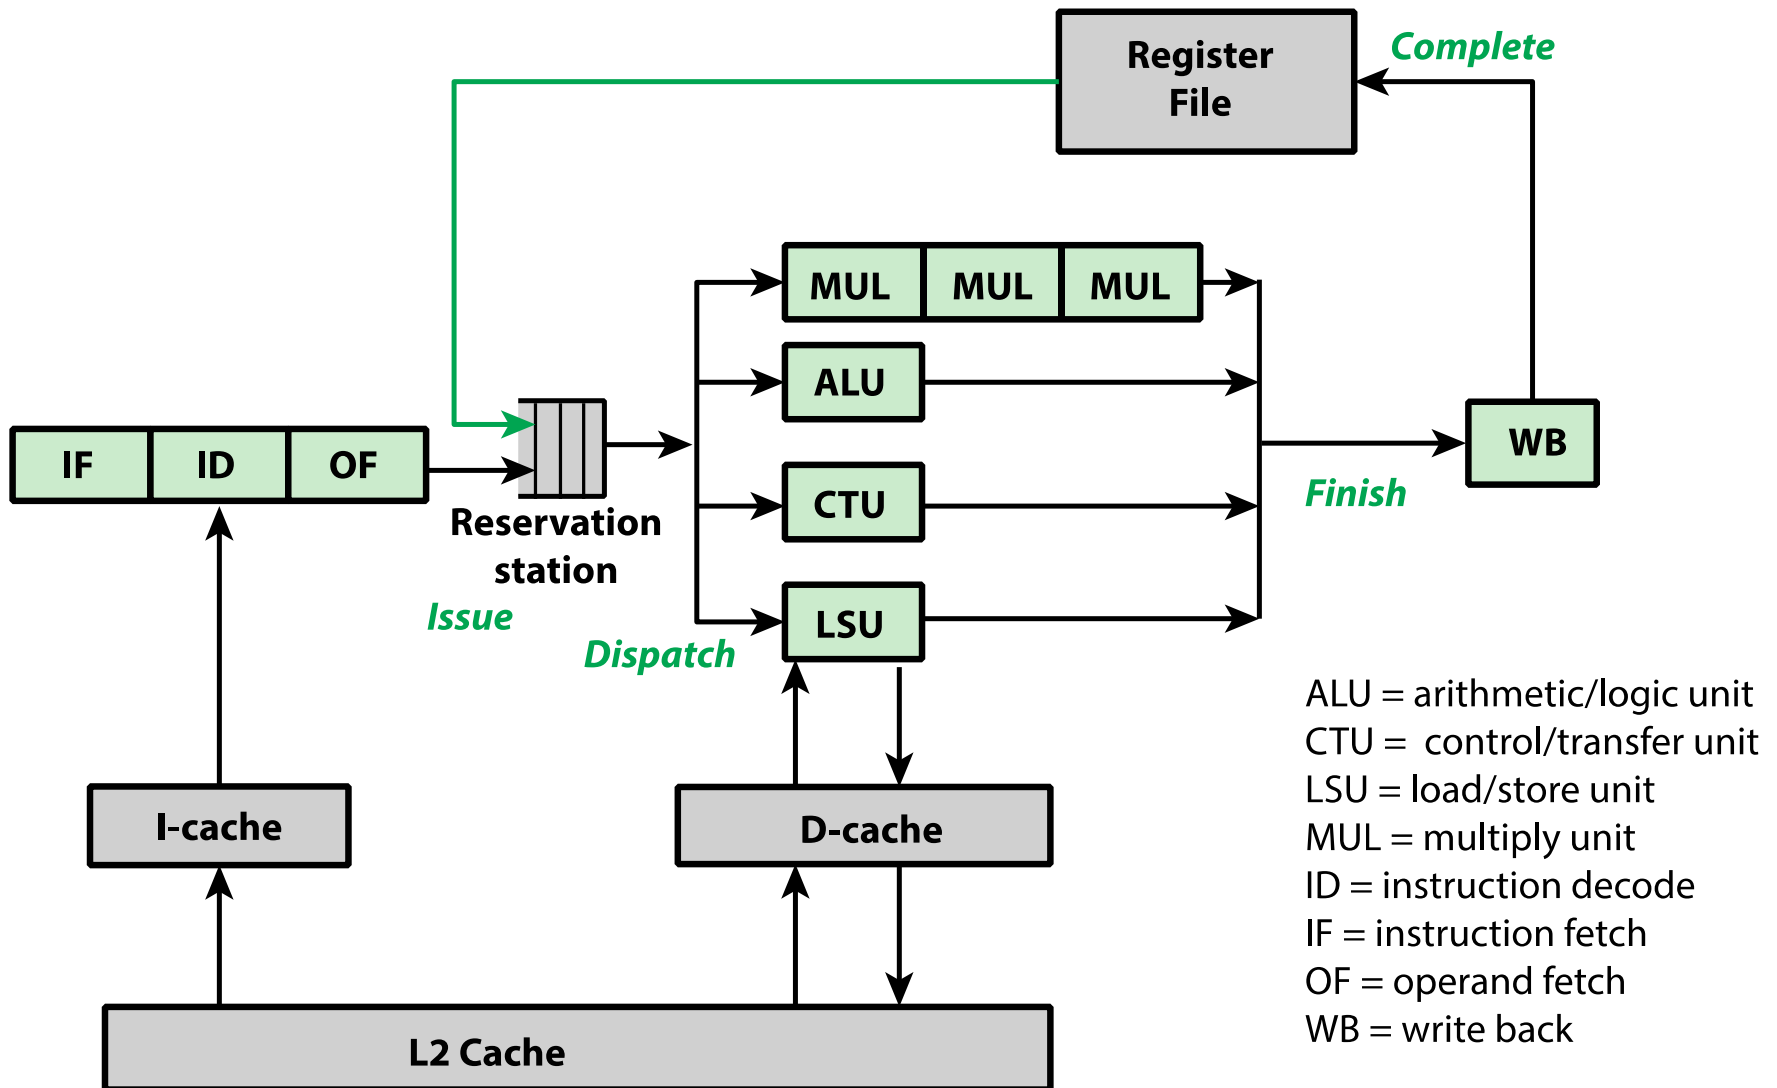 Register
File
Complete
MUL MUL MUL
ALU
IF ID OF
CTU
WB
Finish
Reservation
station
Issue
LSU
Dispatch
I-cache
D-cache
L2 Cache
ALU = arithmetic/logic unit
CTU = control/transfer unit
LSU = load/store unit
MUL = multiply unit
ID = instruction decode
IF = instruction fetch
OF = operand fetch
WB = write back